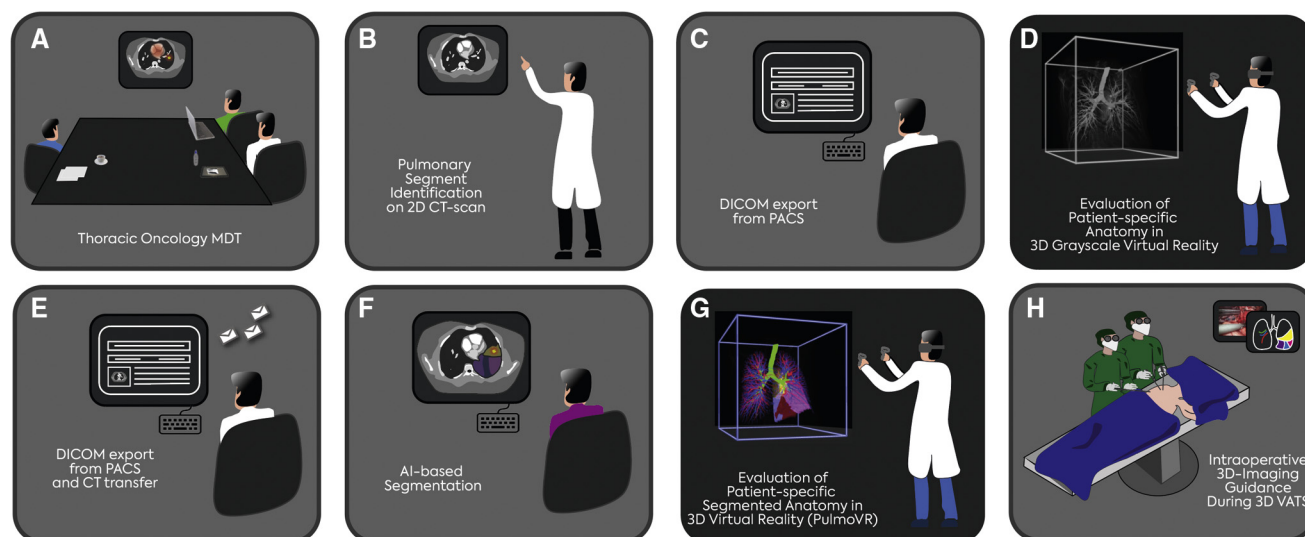 A
Thoracic Oncology MDT
B
Pulmonary
Segment
Identification
on 2D CT-scan
C
DICOM export
from PACS
D
Evaluation of
Patient-specific
Anatomy in
3D Grayscale Virtual Reality
E
DICOM export
from PACS
and CT transfer
F
AI-based
Segmentation
G
Evaluation of
Patient-specific
Segmented Anatomy in
3D Virtual Reality (PulmoVR)
H
Intraoperative
3D-Imaging
Guidance
During 3D VATS